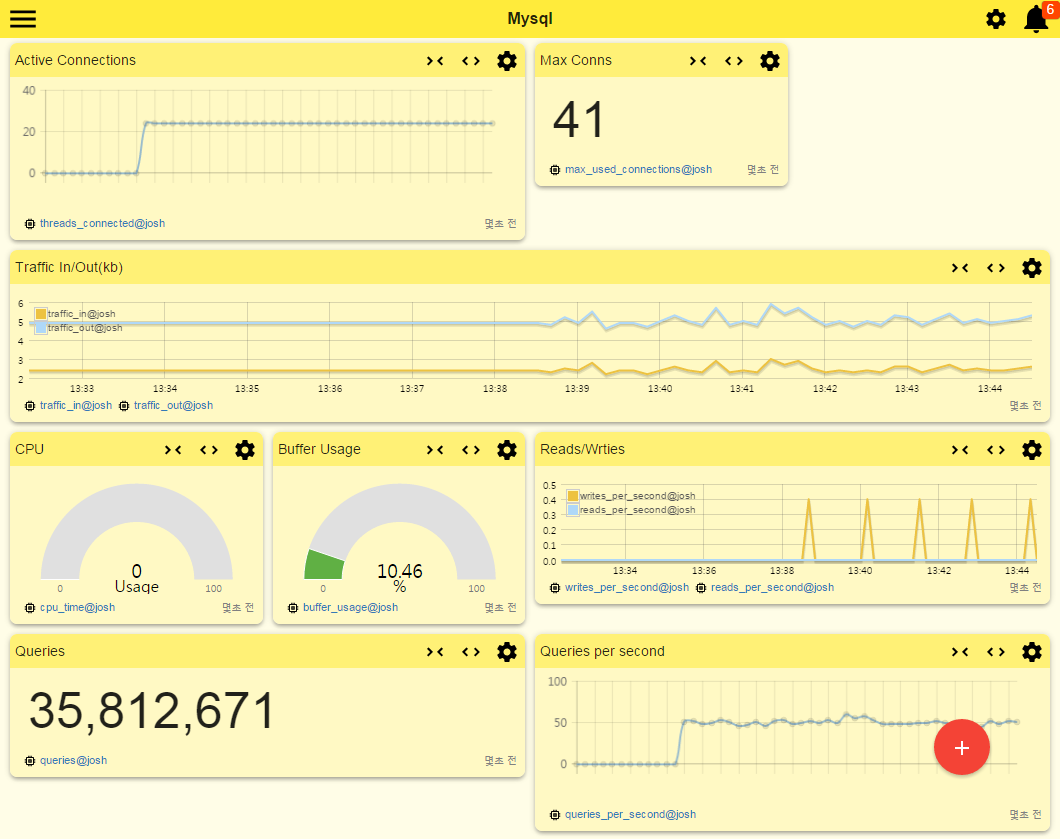 Mysql
6
Active Connections
40
20
0
threads_connected@josh 몇초 전
Max Conns
41
max_used_connections@josh 몇초 전
Traffic In/Out(kb)
6
5
4
3
2
traffic_in@josh
traffic_out@josh
13:33 13:34 13:35 13:36 13:37 13:38 13:39 13:40 13:41 13:42 13:43 13:44
traffic_in@josh traffic_out@josh 몇초 전
CPU
0
Usage
0 100
cpu_time@josh 몇초 전
Buffer Usage
10.46
%
0 100
buffer_usage@josh 몇초 전
Reads/Wrties
0.5
0.4
0.3
0.2
0.1
0.0
writes_per_second@josh
reads_per_second@josh
13:34 13:36 13:38 13:40 13:42 13:44
writes_per_second@josh reads_per_second@josh 몇초 전
Queries
35,812,671
queries@josh 몇초 전
Queries per second
100
50
0
queries_per_second@josh 몇초 전